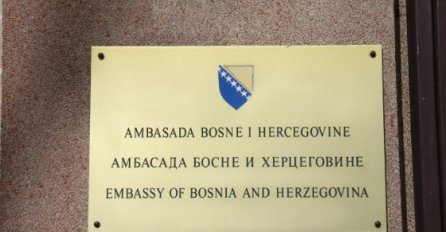 AMBASADA BOSNE I HERCEGOVINE
АМБАСАДА БОСНЕ И ХЕРЦЕГОВИНЕ
EMBASSY OF BOSNIA AND HERZEGOVINA